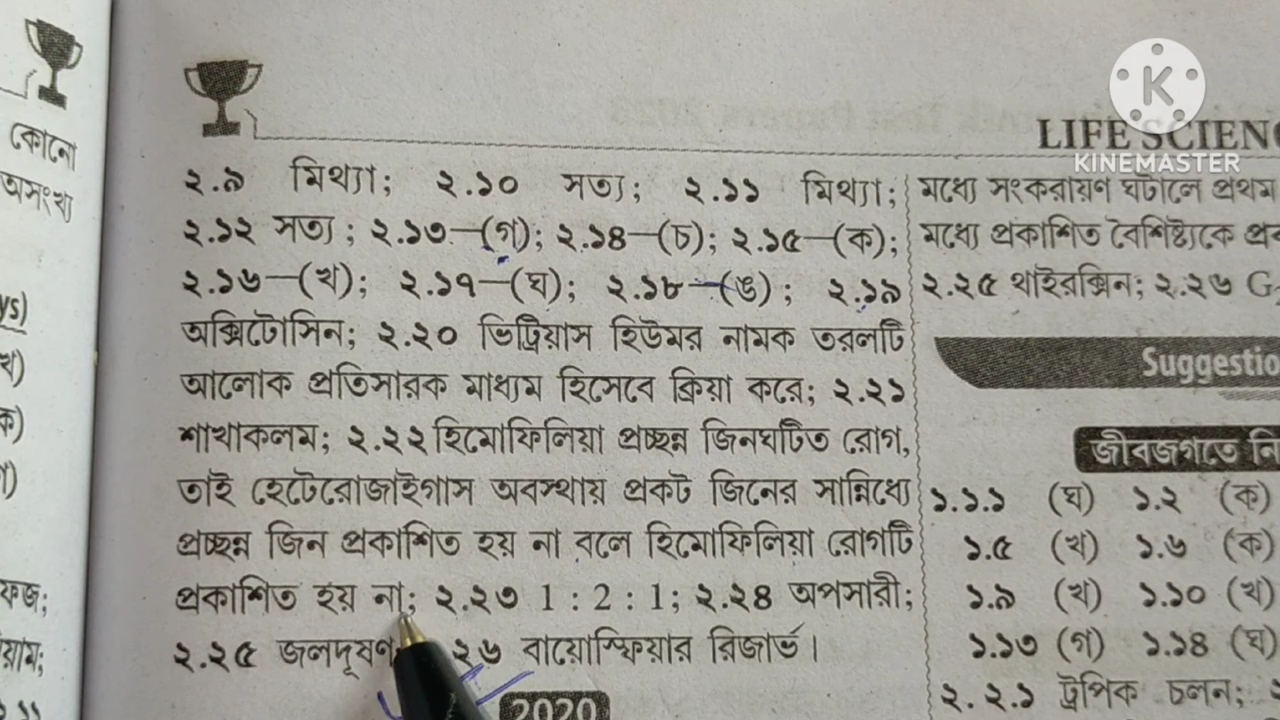 কোনো
অসংখ্য
ys)
খ)
ক)
গ)
ফজ;
য়াম;
LIFE SCIENC
KINEMASTER
২.৯ মিথ্যা; ২.১০ সত্য; ২.১১ মিথ্যা;
২.১২ সত্য; ২.১৩—(গ); ২.১৪—(চ); ২.১৫—(ক);
২.১৬—(খ); ২.১৭—(ঘ); ২.১৮—(ঙ); ২.১৯
অক্সিটোসিন; ২.২০ ভিট্রিয়াস হিউমর নামক তরলটি
আলোক প্রতিসারক মাধ্যম হিসেবে ক্রিয়া করে; ২.২১
শাখাকলম; ২.২২ হিমোফিলিয়া প্রচ্ছন্ন জিনঘটিত রোগ,
তাই হেটেরোজাইগাস অবস্থায় প্রকট জিনের সান্নিধ্যে
প্রচ্ছন্ন জিন প্রকাশিত হয় না বলে হিমোফিলিয়া রোগটি
প্রকাশিত হয় না; ২.২৩ 1 : 2 : 1; ২.২৪ অপসারী;
২.২৫ জলদূষণ ২৬ বায়োস্ফিয়ার রিজার্ভ।
2020
মধ্যে সংকরায়ণ ঘটালে প্রথম
মধ্যে প্রকাশিত বৈশিষ্ট্যকে প্র
২.২৫ থাইরক্সিন; ২.২৬ G
Suggestio
জীবজগতে নি
১.১.১ (ঘ) ১.২ (ক)
১.৫ (খ) ১.৬ (ক)
১.৯ (খ) ১.১০ (খ)
১.১৩ (গ) ১.১৪ (ঘ)
২. ২.১ ট্রপিক চলন;